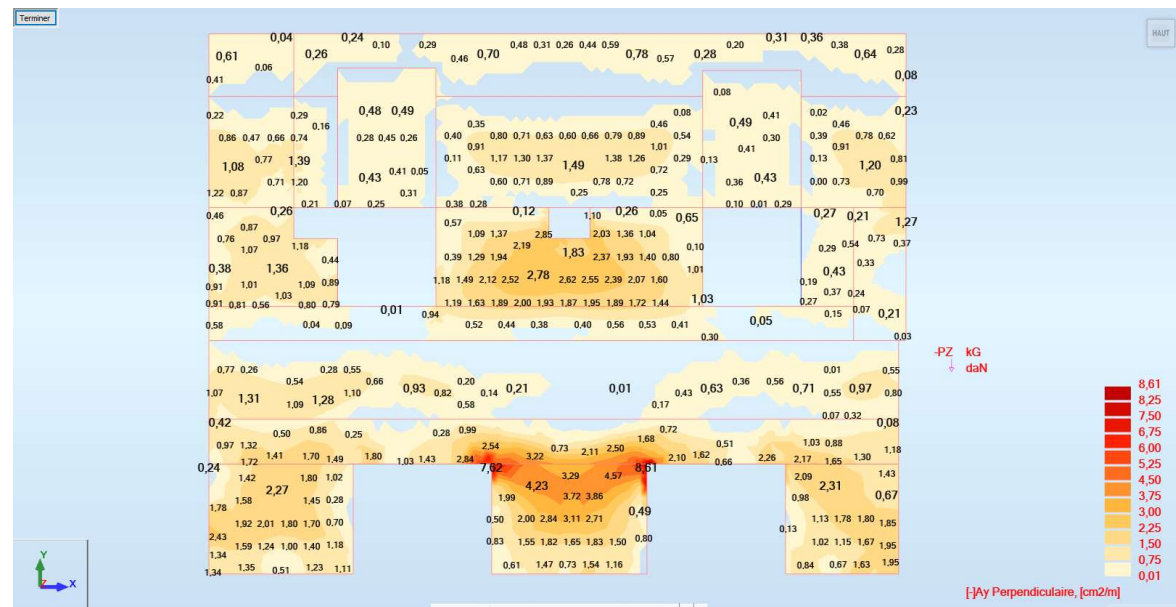 Terminer
HAUT
0,04 0,24 0,10 0,29 0,48 0,31 0,26 0,44 0,59 0,20 0,31 0,36 0,38 0,28
0,61 0,26 0,46 0,70 0,78 0,57 0,28 0,64
0,41 0,06 0,08
0,08
0,22 0,29 0,16 0,48 0,49 0,35 0,46 0,08 0,49 0,41 0,02 0,46 0,23
0,86 0,47 0,66 0,74 0,28 0,45 0,26 0,40 0,80 0,71 0,63 0,60 0,66 0,79 0,89 0,54 0,30 0,39 0,78 0,62
0,91 1,01 0,41 0,91
1,08 0,77 1,39 0,11 1,17 1,30 1,37 1,49 1,38 1,26 0,29 0,13 0,13 1,20 0,81
0,43 0,41 0,05 0,63 0,72 0,43
1,22 0,87 0,71 1,20 0,31 0,60 0,71 0,89 0,78 0,72 0,36 0,00 0,73 0,99
0,25 0,25 0,70
0,21 0,07 0,25 0,38 0,28 0,10 0,01 0,29
0,46 0,26 0,12 1,10 0,26 0,05 0,65 0,27 0,21 1,27
0,87 0,57
0,76 0,97 1,09 1,37 2,85 2,03 1,36 1,04 0,73 0,37
1,07 1,18 2,19 0,10 0,29 0,54
0,44 0,39 1,29 1,94 1,83 2,37 1,93 1,40 0,80 0,33
0,38 1,36 1,01 0,43
0,91 1,01 1,09 0,89 1,18 1,49 2,12 2,52 2,78 2,62 2,55 2,39 2,07 1,60 0,19
1,03 0,37 0,24
0,91 0,81 0,56 0,80 0,79 1,19 1,63 1,89 2,00 1,93 1,87 1,95 1,89 1,72 1,44 1,03 0,27
0,01 0,94 0,15 0,07 0,21
0,58 0,04 0,09 0,52 0,44 0,38 0,40 0,56 0,53 0,41 0,05
0,30 0,03
-PZ kG
daN
0,77 0,26 0,28 0,55 0,01 0,55
0,54 0,66 0,20 0,36 0,56
1,07 1,31 1,28 1,10 0,93 0,82 0,14 0,21 0,01 0,43 0,63 0,71 0,55 0,97 0,80
1,09 0,58 0,17 0,07 0,32
0,42 0,50 0,86 0,25 0,28 0,99 0,72 0,08
0,97 1,32 2,54 0,73 1,68 0,51 1,03 0,88
1,41 1,70 1,49 1,80 3,22 2,11 2,50 1,62 1,18
0,24 1,72 1,03 1,43 2,84 7,62 8,61 2,10 0,66 2,26 2,17 1,65 1,30
1,42 1,80 1,02 3,29 4,57 2,09 1,43
2,27 4,23 2,31
1,78 1,58 1,45 0,28 1,99 3,72 3,86 0,98 0,67
0,49
1,92 2,01 1,80 1,70 0,70 0,50 2,00 2,84 3,11 2,71 0,13 1,13 1,78 1,80 1,85
2,43 0,83 0,80
1,34 1,59 1,24 1,00 1,40 1,18 1,55 1,82 1,65 1,83 1,50 1,02 1,15 1,67 1,95
1,34 1,35 0,51 1,23 1,11 0,61 1,47 0,73 1,54 1,16 0,84 0,67 1,63 1,95
8,61
8,25
7,50
6,75
6,00
5,25
4,50
3,75
3,00
2,25
1,50
0,75
0,01
Y
Z X
[-]Ay Perpendiculaire, [cm2/m]